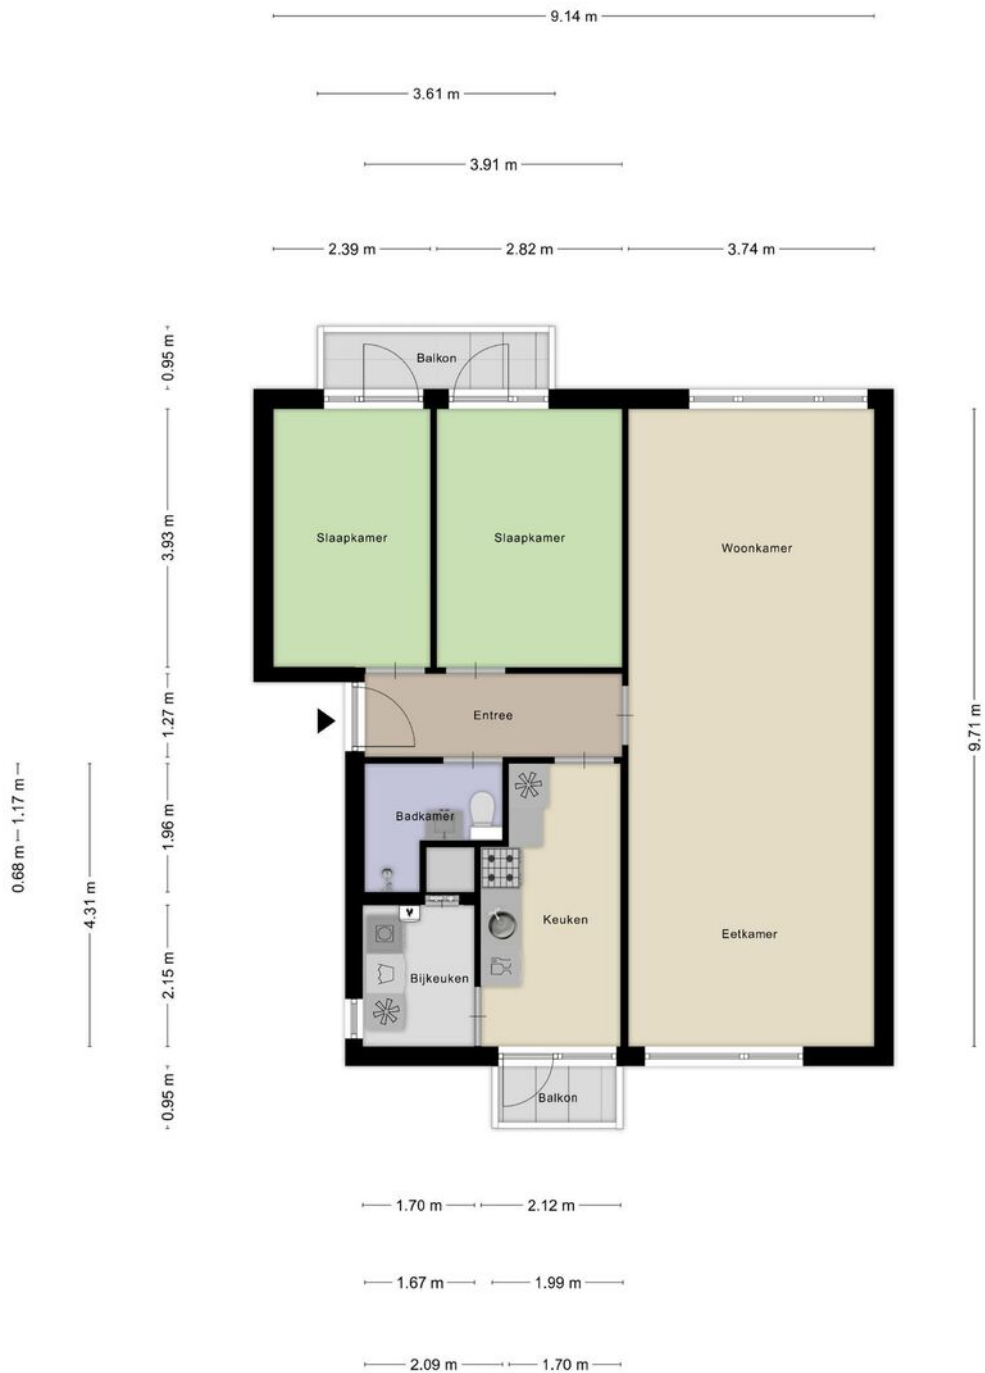 9.14 m
3.61 m
3.91 m
2.39 m
2.82 m
3.74 m
0.95 m
Balkon
3.93 m
Slaapkamer
Slaapkamer
Woonkamer
1.27 m
Entree
9.71 m
0.68 m
1.17 m
4.31 m
1.96 m
Badkamer
Keuken
Eetkamer
2.15 m
Bijkeuken
0.95 m
Balkon
1.70 m
2.12 m
1.67 m
1.99 m
2.09 m
1.70 m